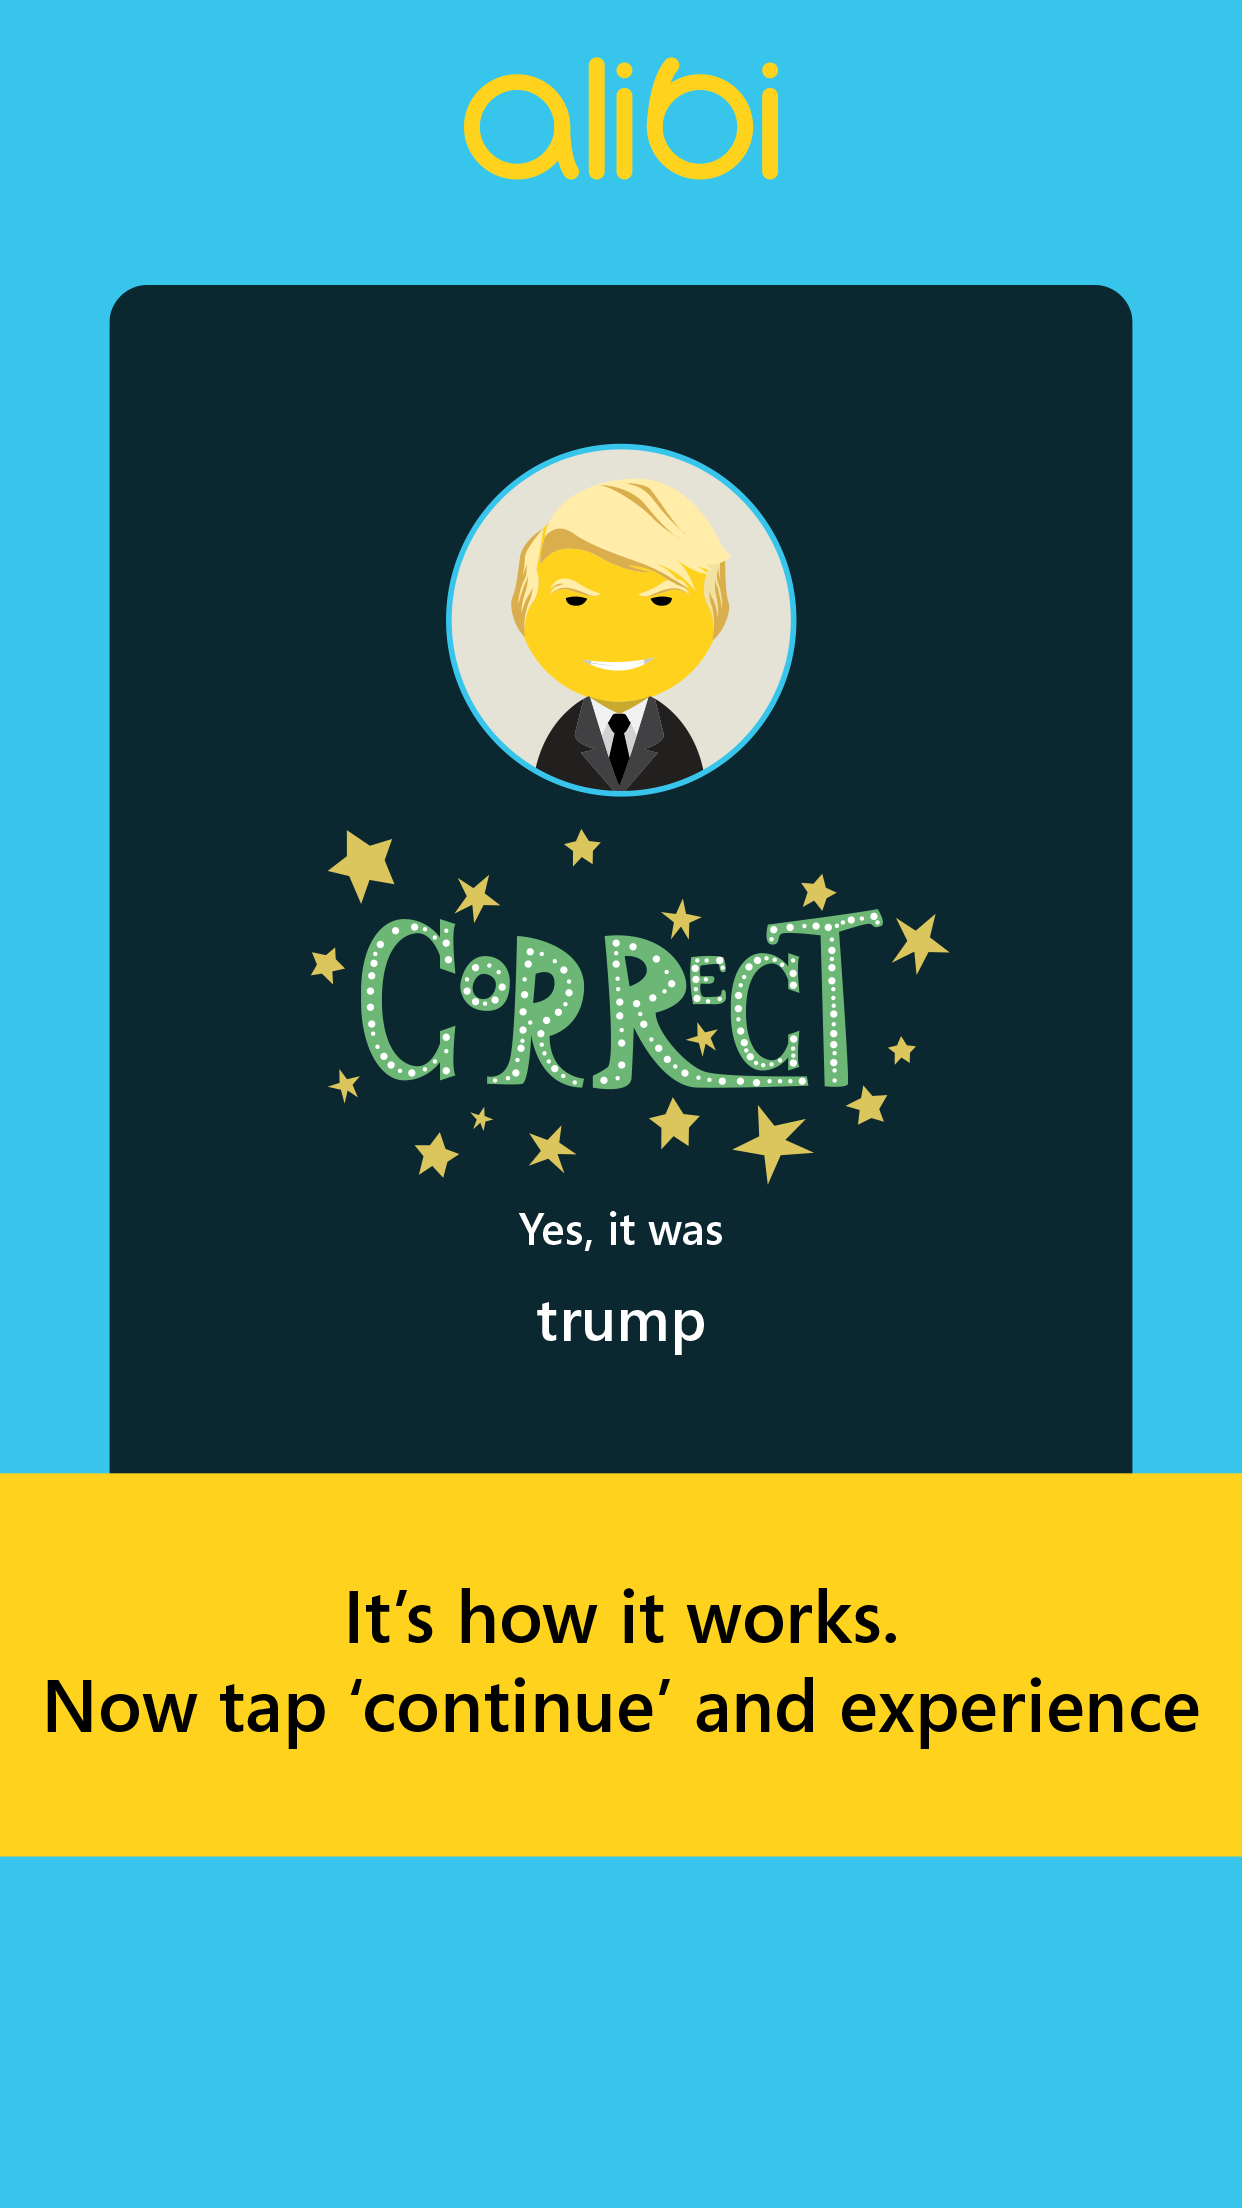 alibi
CORRECT
Yes, it was
trump
It’s how it works.
Now tap ‘continue’ and experience